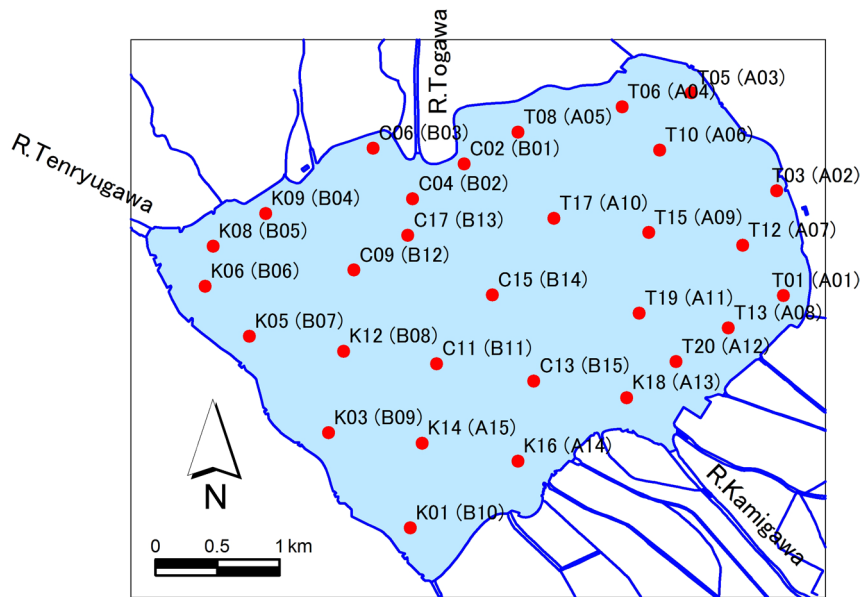 R.Togawa
T05 (A03)
T06 (A04)
T08 (A05)
R.Tenryugawa
C06 (B03)
C02 (B01)
T10 (A06)
T03 (A02)
K09 (B04)
C04 (B02)
T17 (A10)
T15 (A09)
T12 (A07)
K08 (B05)
C17 (B13)
C09 (B12)
K06 (B06)
C15 (B14)
T01 (A01)
K05 (B07)
T19 (A11)
T13 (A08)
K12 (B08)
C11 (B11)
T20 (A12)
C13 (B15)
K18 (A13)
K03 (B09)
K14 (A15)
K16 (A14)
R.Kamigawa
N
K01 (B10)
0 0.5 1 km